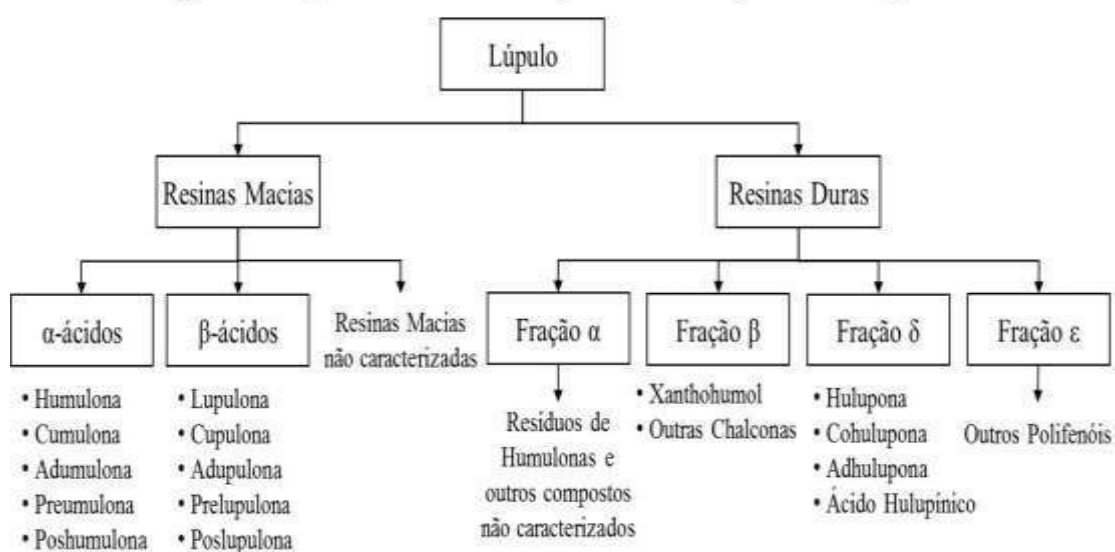 Lúpulo
Resinas Macias
Resinas Duras
α-ácidos
β-ácidos
Resinas Macias
não caracterizadas
Fração α
Fração β
Fração δ
Fração ε
• Humulona
• Cumulona
• Adumulona
• Preumulona
• Poshumulona
• Lupulona
• Cupulona
• Adupulona
• Prelupulona
• Poslupulona
Resíduos de
Humulonas e
outros compostos
não caracterizados
• Xanthohumol
• Outras Chalconas
• Hulupona
• Cohulupona
• Adhulupona
• Ácido Hulupínico
Outros Polifenóis